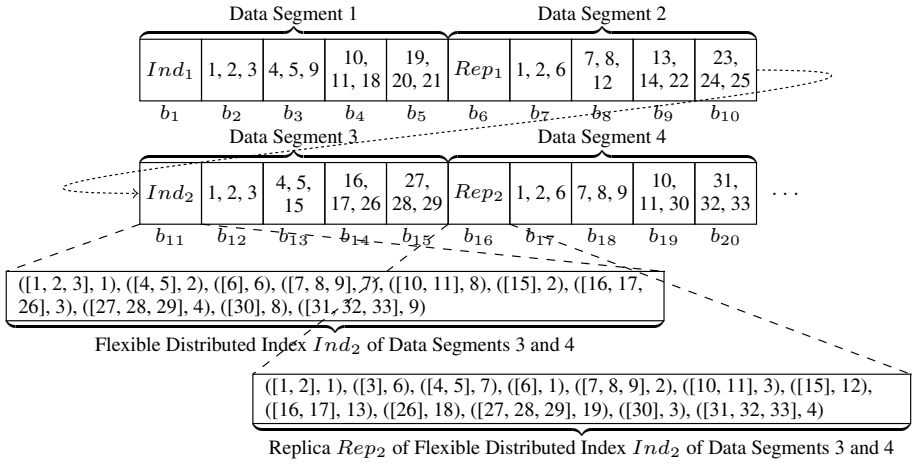 Data Segment 1 Data Segment 2
Ind1 1, 2, 3 4, 5, 9 10, 11, 18 19, 20, 21 Rep1 1, 2, 6 7, 8, 12 13, 14, 22 23, 24, 25
b1 b2 b3 b4 b5 b6 b7 b8 b9 b10
Data Segment 3 Data Segment 4
Ind2 1, 2, 3 4, 5, 15 16, 17, 26 27, 28, 29 Rep2 1, 2, 6 7, 8, 9 10, 11, 30 31, 32, 33 ...
b11 b12 b13 b14 b15 b16 b17 b18 b19 b20
([1, 2, 3], 1), ([4, 5], 2), ([6], 6), ([7, 8, 9], 7), ([10, 11], 8), ([15], 2), ([16, 17,
26], 3), ([27, 28, 29], 4), ([30], 8), ([31, 32, 33], 9)
Flexible Distributed Index Ind2 of Data Segments 3 and 4
([1, 2], 1), ([3], 6), ([4, 5], 7), ([6], 1), ([7, 8, 9], 2), ([10, 11], 3), ([15], 12),
([16, 17], 13), ([26], 18), ([27, 28, 29], 19), ([30], 3), ([31, 32, 33], 4)
Replica Rep2 of Flexible Distributed Index Ind2 of Data Segments 3 and 4